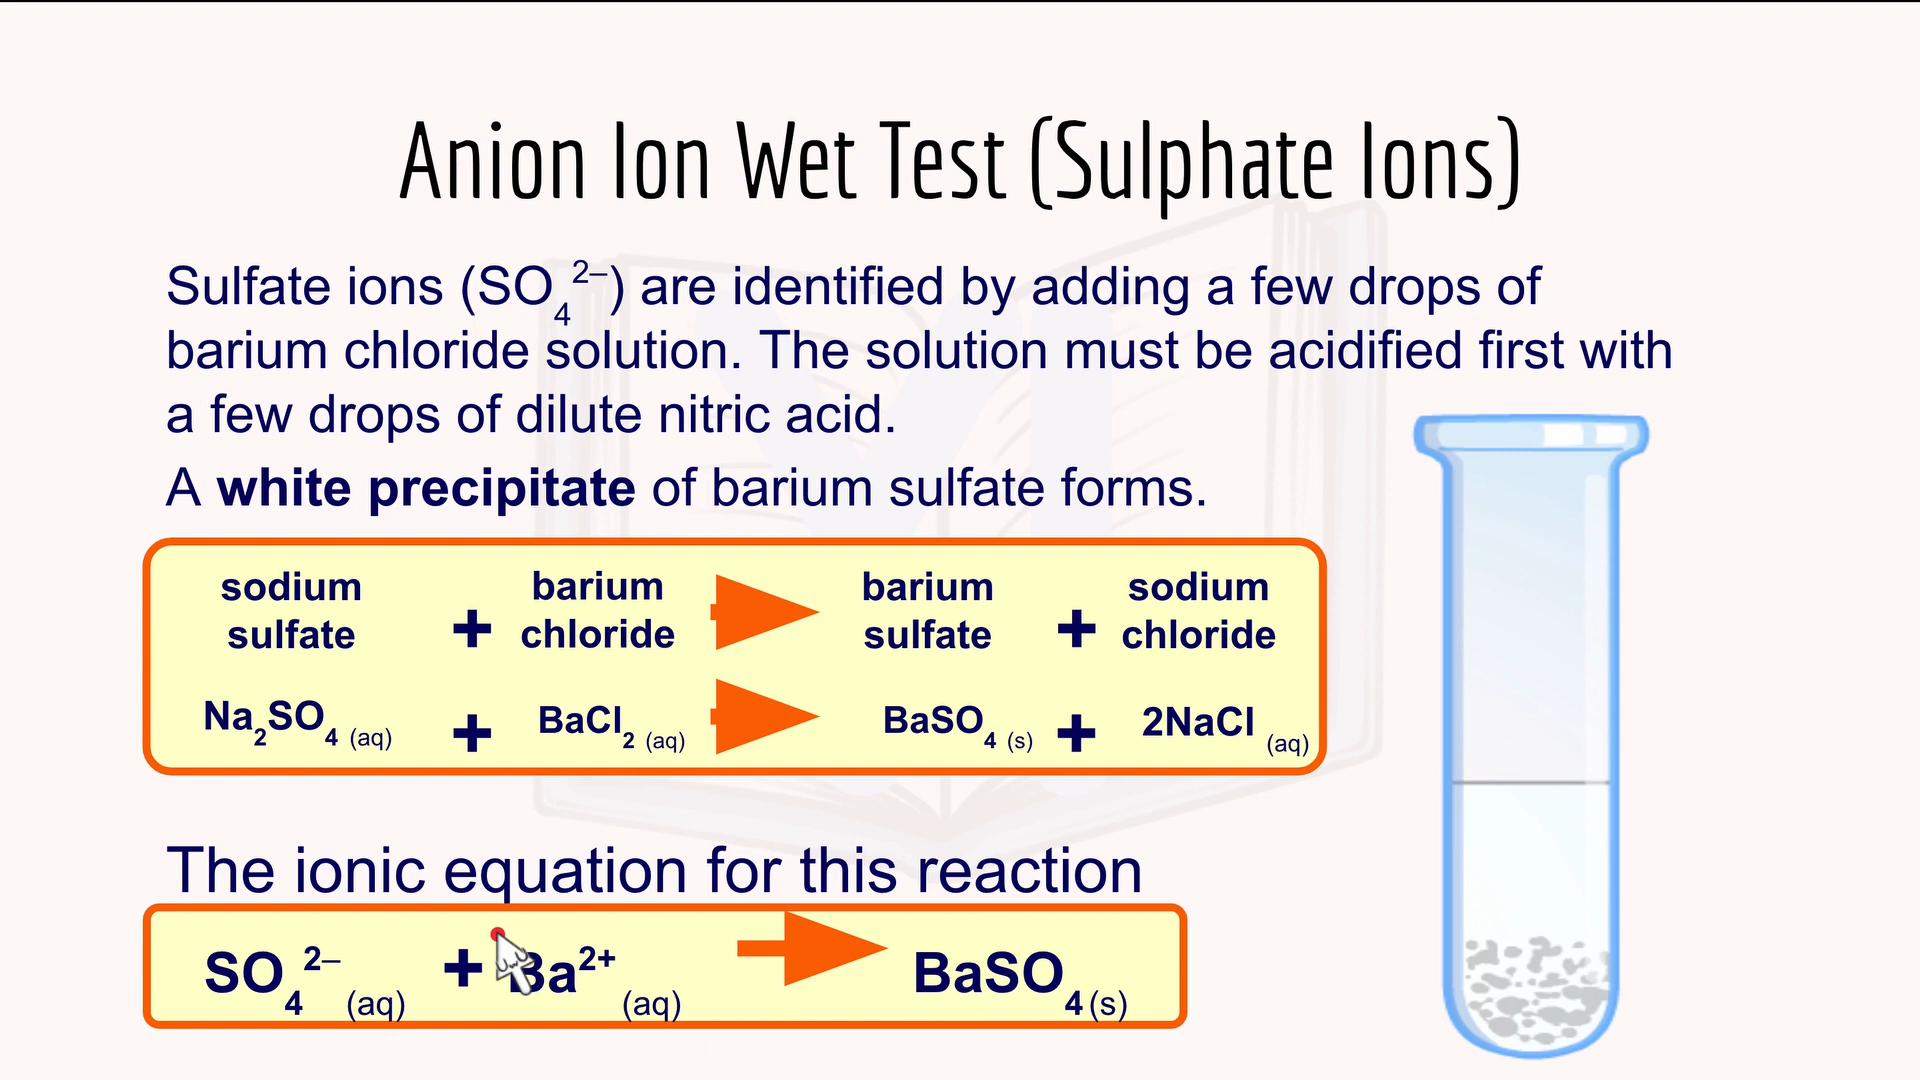 Anion Ion Wet Test (Sulphate Ions)
Sulfate ions (SO₄²⁻) are identified by adding a few drops of
barium chloride solution. The solution must be acidified first with
a few drops of dilute nitric acid.
A white precipitate of barium sulfate forms.
sodium sulfate + barium chloride → barium sulfate + sodium chloride
Na₂SO₄ (aq) + BaCl₂ (aq) → BaSO₄ (s) + 2NaCl (aq)
The ionic equation for this reaction
SO₄²⁻ (aq) + Ba²⁺ (aq) → BaSO₄ (s)